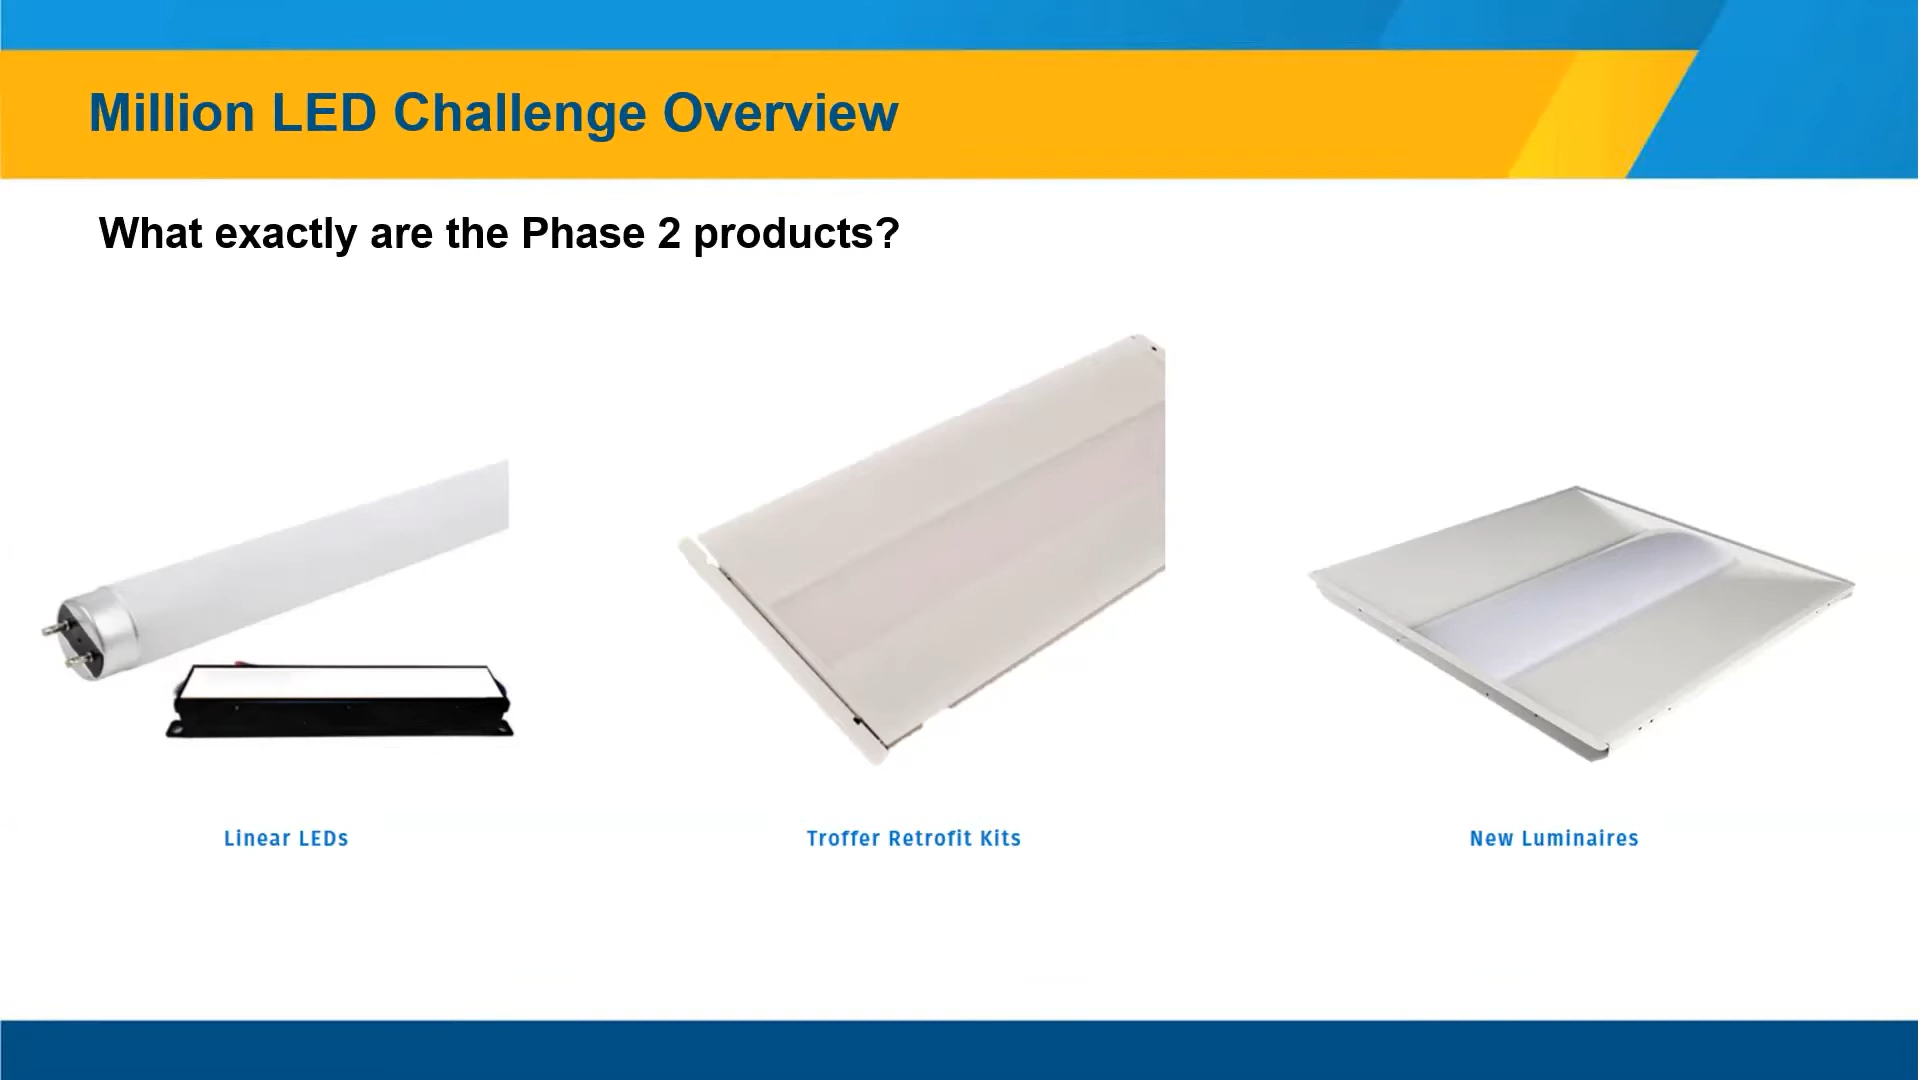 Million LED Challenge Overview
What exactly are the Phase 2 products?
Linear LEDs
Troffer Retrofit Kits
New Luminaires